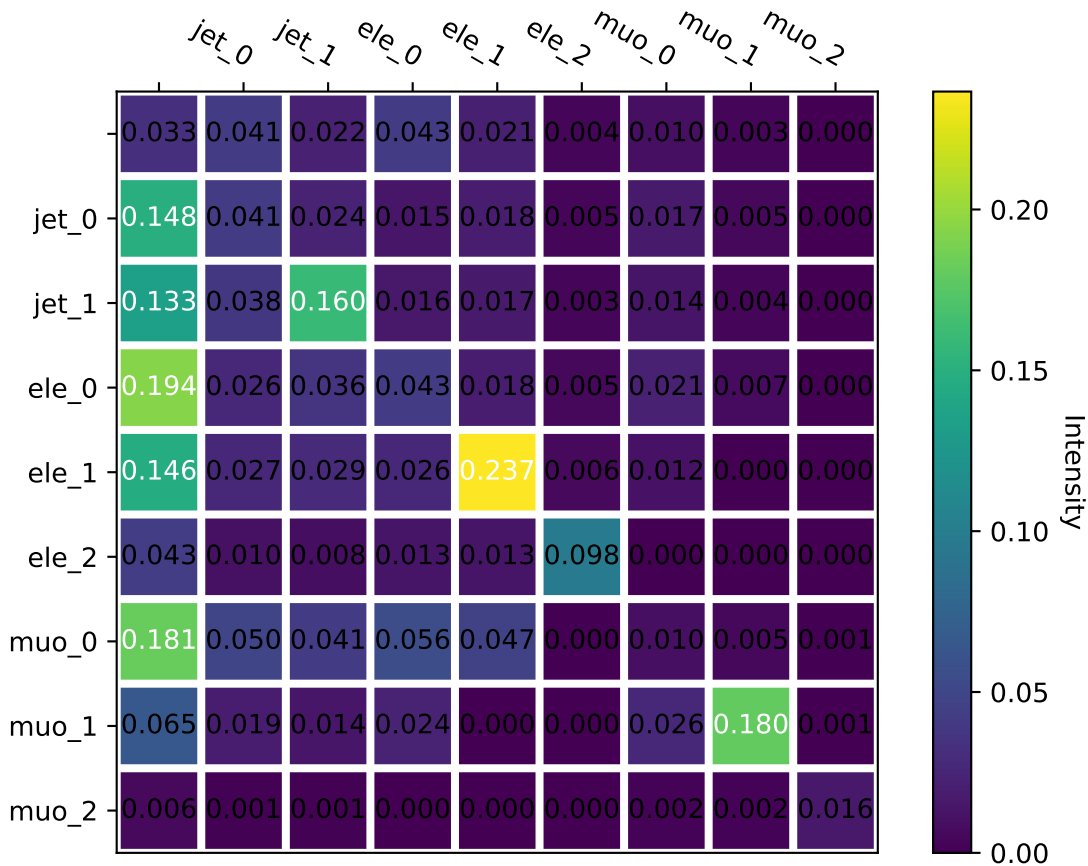 jet_0 jet_1 ele_0 ele_1 ele_2 muo_0 muo_1 muo_2
0.033 0.041 0.022 0.043 0.021 0.004 0.010 0.003 0.000
jet_0 0.148 0.041 0.024 0.015 0.018 0.005 0.017 0.005 0.000
jet_1 0.133 0.038 0.160 0.016 0.017 0.003 0.014 0.004 0.000
ele_0 0.194 0.026 0.036 0.043 0.018 0.005 0.021 0.007 0.000
ele_1 0.146 0.027 0.029 0.026 0.237 0.006 0.012 0.000 0.000
ele_2 0.043 0.010 0.008 0.013 0.013 0.098 0.000 0.000 0.000
muo_0 0.181 0.050 0.041 0.056 0.047 0.000 0.010 0.005 0.001
muo_1 0.065 0.019 0.014 0.024 0.000 0.000 0.026 0.180 0.001
muo_2 0.006 0.001 0.001 0.000 0.000 0.000 0.002 0.002 0.016
0.20
0.15
0.10
0.05
0.00
Intensity